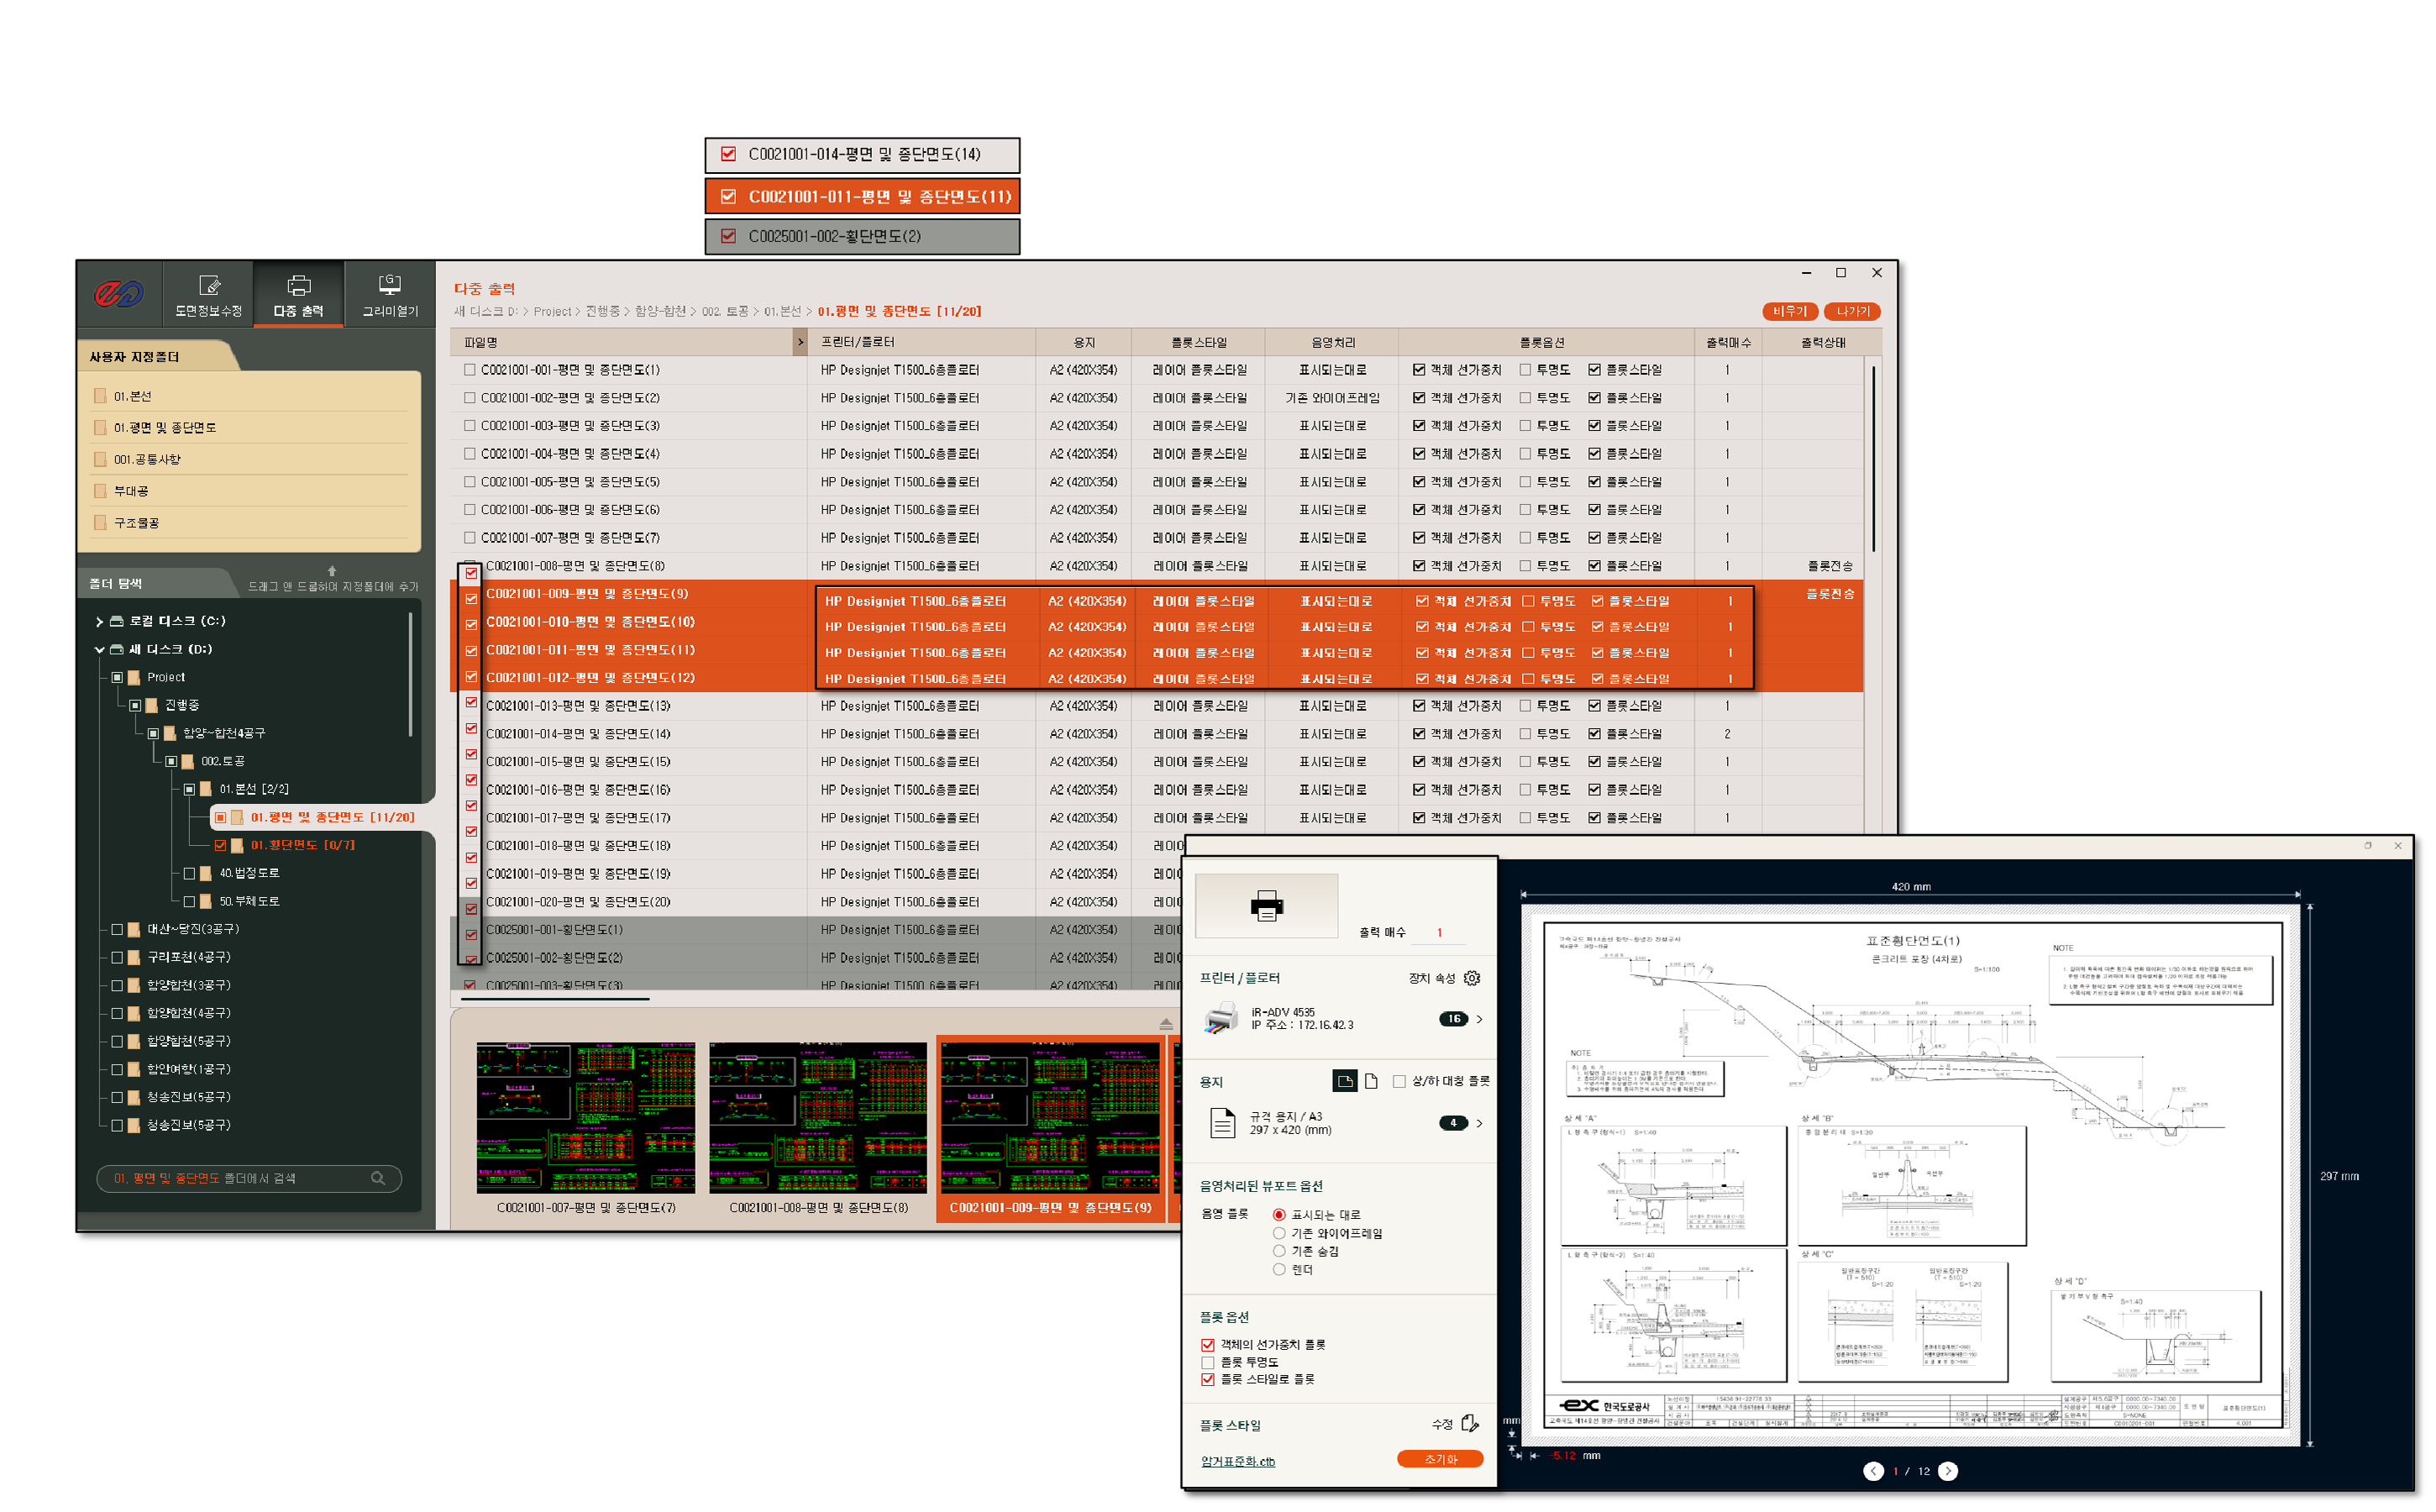 C0021001-014-평면 및 종단면도(14)
C0021001-011-평면 및 종단면도(11)
C0025001-002-횡단면도(2)
도면정보수정
다중 출력
그리미열기
사용자 지정폴더
01.본선
01.평면 및 종단면도
001.공통사항
부대공
구조물공
폴더 탐색
드래그 앤 드롭하여 지정폴더에 추가
로컬 디스크 (C:)
새 디스크 (D:)
Project
진행중
함양~합천4공구
002.토공
01.본선 [2/2]
01.평면 및 종단면도 [11/20]
01.횡단면도 [0/7]
40.법정도로
50.부체도로
대산~당진(3공구)
구리포천(4공구)
함양합천(3공구)
함양합천(4공구)
함양합천(5공구)
함안여항(1공구)
청송진보(5공구)
청송진보(5공구)
01. 평면 및 종단면도 폴더에서 검색
다중 출력
새 디스크 D: > Project > 진행중 > 함양-합천 > 002. 토공 > 01.본선 > 01.평면 및 종단면도 [11/20]
비우기 나가기
파일명 > 프린터/플로터 용지 플롯스타일 음영처리 플롯옵션 출력매수 출력상태
C0021001-001-평면 및 종단면도(1) HP Designjet T1500_6층플로터 A2 (420X354) 레이어 플롯스타일 표시되는대로 객체 선가중치 투명도 플롯스타일 1
C0021001-002-평면 및 종단면도(2) HP Designjet T1500_6층플로터 A2 (420X354) 레이어 플롯스타일 기존 와이어프레임 객체 선가중치 투명도 플롯스타일 1
C0021001-003-평면 및 종단면도(3) HP Designjet T1500_6층플로터 A2 (420X354) 레이어 플롯스타일 표시되는대로 객체 선가중치 투명도 플롯스타일 1
C0021001-004-평면 및 종단면도(4) HP Designjet T1500_6층플로터 A2 (420X354) 레이어 플롯스타일 표시되는대로 객체 선가중치 투명도 플롯스타일 1
C0021001-005-평면 및 종단면도(5) HP Designjet T1500_6층플로터 A2 (420X354) 레이어 플롯스타일 표시되는대로 객체 선가중치 투명도 플롯스타일 1
C0021001-006-평면 및 종단면도(6) HP Designjet T1500_6층플로터 A2 (420X354) 레이어 플롯스타일 표시되는대로 객체 선가중치 투명도 플롯스타일 1
C0021001-007-평면 및 종단면도(7) HP Designjet T1500_6층플로터 A2 (420X354) 레이어 플롯스타일 표시되는대로 객체 선가중치 투명도 플롯스타일 1
C0021001-008-평면 및 종단면도(8) HP Designjet T1500_6층플로터 A2 (420X354) 레이어 플롯스타일 표시되는대로 객체 선가중치 투명도 플롯스타일 1 플롯전송
C0021001-009-평면 및 종단면도(9) HP Designjet T1500_6층플로터 A2 (420X354) 레이어 플롯스타일 표시되는대로 객체 선가중치 투명도 플롯스타일 1 플롯전송
C0021001-010-평면 및 종단면도(10) HP Designjet T1500_6층플로터 A2 (420X354) 레이어 플롯스타일 표시되는대로 객체 선가중치 투명도 플롯스타일 1
C0021001-011-평면 및 종단면도(11) HP Designjet T1500_6층플로터 A2 (420X354) 레이어 플롯스타일 표시되는대로 객체 선가중치 투명도 플롯스타일 1
C0021001-012-평면 및 종단면도(12) HP Designjet T1500_6층플로터 A2 (420X354) 레이어 플롯스타일 표시되는대로 객체 선가중치 투명도 플롯스타일 1
C0021001-013-평면 및 종단면도(13) HP Designjet T1500_6층플로터 A2 (420X354) 레이어 플롯스타일 표시되는대로 객체 선가중치 투명도 플롯스타일 1
C0021001-014-평면 및 종단면도(14) HP Designjet T1500_6층플로터 A2 (420X354) 레이어 플롯스타일 표시되는대로 객체 선가중치 투명도 플롯스타일 2
C0021001-015-평면 및 종단면도(15) HP Designjet T1500_6층플로터 A2 (420X354) 레이어 플롯스타일 표시되는대로 객체 선가중치 투명도 플롯스타일 1
C0021001-016-평면 및 종단면도(16) HP Designjet T1500_6층플로터 A2 (420X354) 레이어 플롯스타일 표시되는대로 객체 선가중치 투명도 플롯스타일 1
C0021001-017-평면 및 종단면도(17) HP Designjet T1500_6층플로터 A2 (420X354) 레이어 플롯스타일 표시되는대로 객체 선가중치 투명도 플롯스타일 1
C0021001-018-평면 및 종단면도(18) HP Designjet T1500_6층플로터 A2 (420X354) 레이어
C0021001-019-평면 및 종단면도(19) HP Designjet T1500_6층플로터 A2 (420X354) 레이어
C0021001-020-평면 및 종단면도(20) HP Designjet T1500_6층플로터 A2 (420X354) 레이어
C0025001-001-횡단면도(1) HP Designjet T1500_6층플로터 A2 (420X354) 레이어
C0025001-002-횡단면도(2) HP Designjet T1500_6층플로터 A2 (420X354) 레이어
C0025001-003-횡단면도(3) HP Designjet T1500_6층플로터 A2 (420X354) 레이어
C0021001-007-평면 및 종단면도(7)
C0021001-008-평면 및 종단면도(8)
C0021001-009-평면 및 종단면도(9)
출력 매수 1
프린터 / 플로터 장치 속성
iR-ADV 4535
IP 주소 : 172.16.42.3
16 >
용지 상/하 대칭 플롯
규격 용지 / A3
297 x 420 (mm)
4 >
음영처리된 뷰포트 옵션
음영 플롯 표시되는 대로
기존 와이어프레임
기존 숨김
렌더
플롯 옵션
객체의 선가중치 플롯
플롯 투명도
플롯 스타일로 플롯
플롯 스타일 수정
암거표준화.ctb 초기화
420 mm
297 mm
표준횡단면도(1)
콘크리트 포장 (4차로)
S=1:100
NOTE
NOTE
상 세 "A"
L 형 측 구 (형식-1) S=1:40
상 세 "B"
중 앙 분 리 대 S=1:30
L 형 측 구 (형식-2) S=1:40
상 세 "C"
일반포장구간
(T = 510)
S=1:20
일반포장구간
(T = 510)
S=1:20
상 세 "D"
S=1:40
ex 한국도로공사
표준횡단면도(1)
mm
-5.12 mm
1 / 12